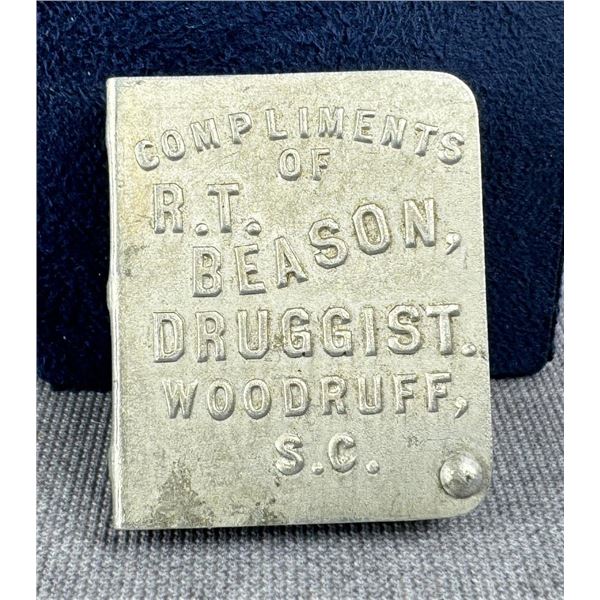 COMPLIMENTS
OF
R.T.
BEASON,
DRUGGIST.
WOODRUFF,
S.C.